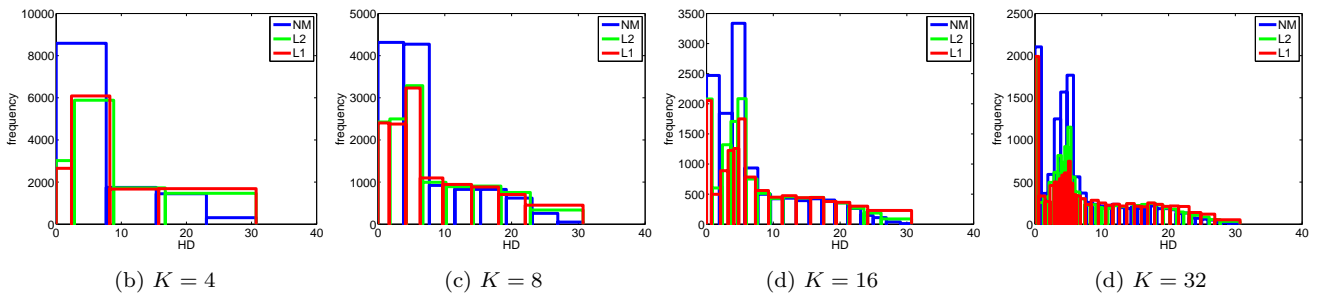 10000
8000
6000
4000
2000
0
frequency
0 10 20 30 40
HD
NM
L2
L1
(b) K = 4
5000
4000
3000
2000
1000
0
frequency
0 10 20 30 40
HD
NM
L2
L1
(c) K = 8
3500
3000
2500
2000
1500
1000
500
0
frequency
0 10 20 30 40
HD
NM
L2
L1
(d) K = 16
2500
2000
1500
1000
500
0
frequency
0 10 20 30 40
HD
NM
L2
L1
(d) K = 32